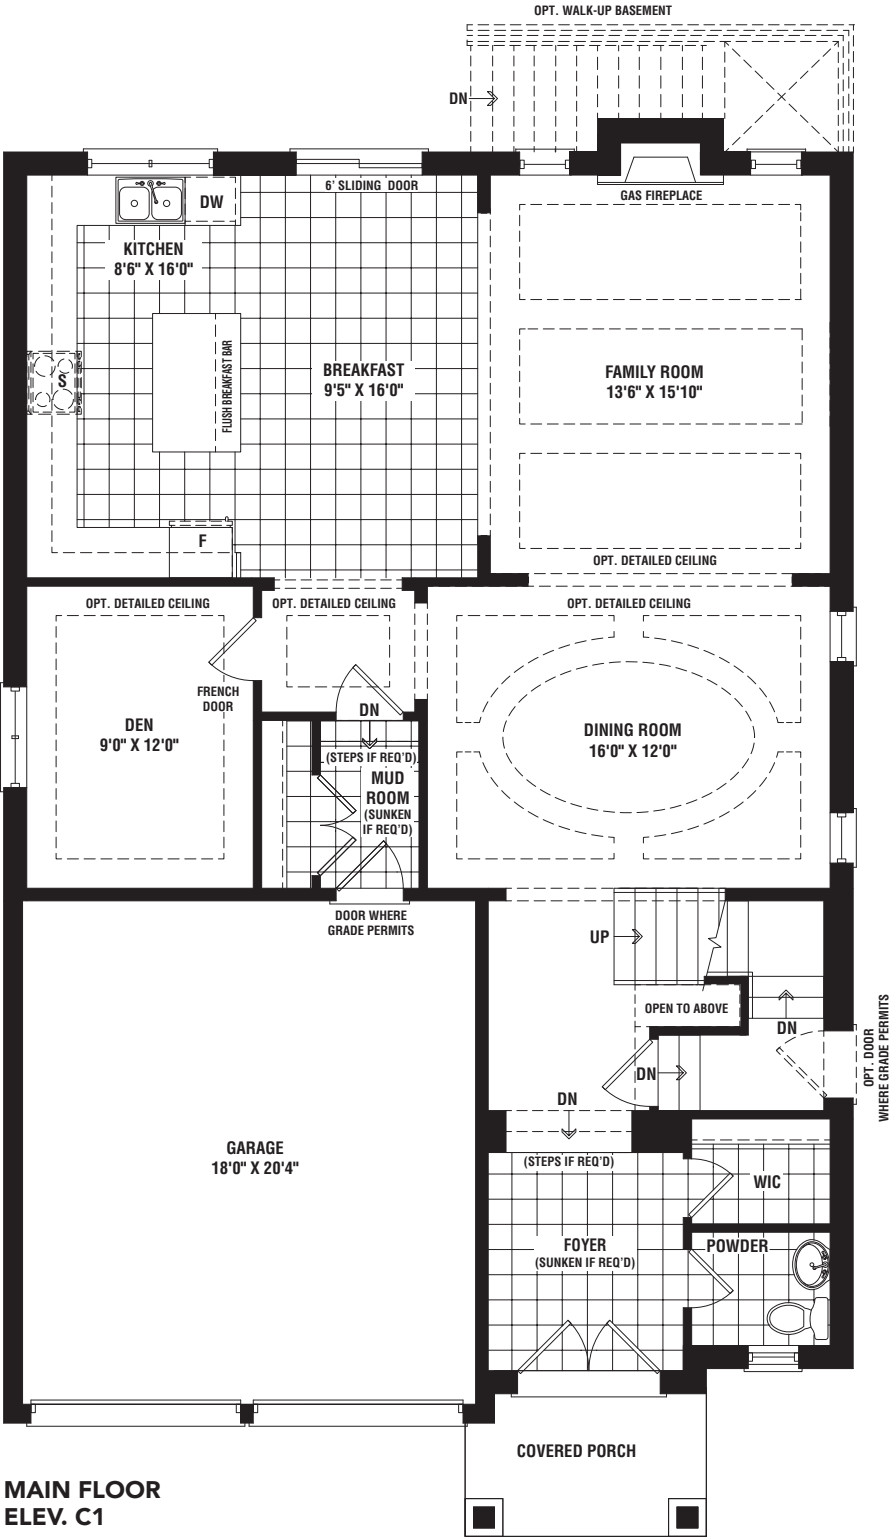 OPT. WALK-UP BASEMENT
DN
6' SLIDING DOOR
GAS FIREPLACE
DW
KITCHEN
8'6" X 16'0"
FLUSH BREAKFAST BAR
BREAKFAST
9'5" X 16'0"
FAMILY ROOM
13'6" X 15'10"
S
F
OPT. DETAILED CEILING
OPT. DETAILED CEILING
OPT. DETAILED CEILING
OPT. DETAILED CEILING
FRENCH
DOOR
DN
DEN
9'0" X 12'0"
DINING ROOM
16'0" X 12'0"
(STEPS IF REQ'D)
MUD
ROOM
(SUNKEN
IF REQ'D)
DOOR WHERE
GRADE PERMITS
UP
OPEN TO ABOVE
DN
OPT. DOOR
WHERE GRADE PERMITS
DN
DN
GARAGE
18'0" X 20'4"
(STEPS IF REQ'D)
WIC
FOYER
(SUNKEN IF REQ'D)
POWDER
COVERED PORCH
MAIN FLOOR
ELEV. C1